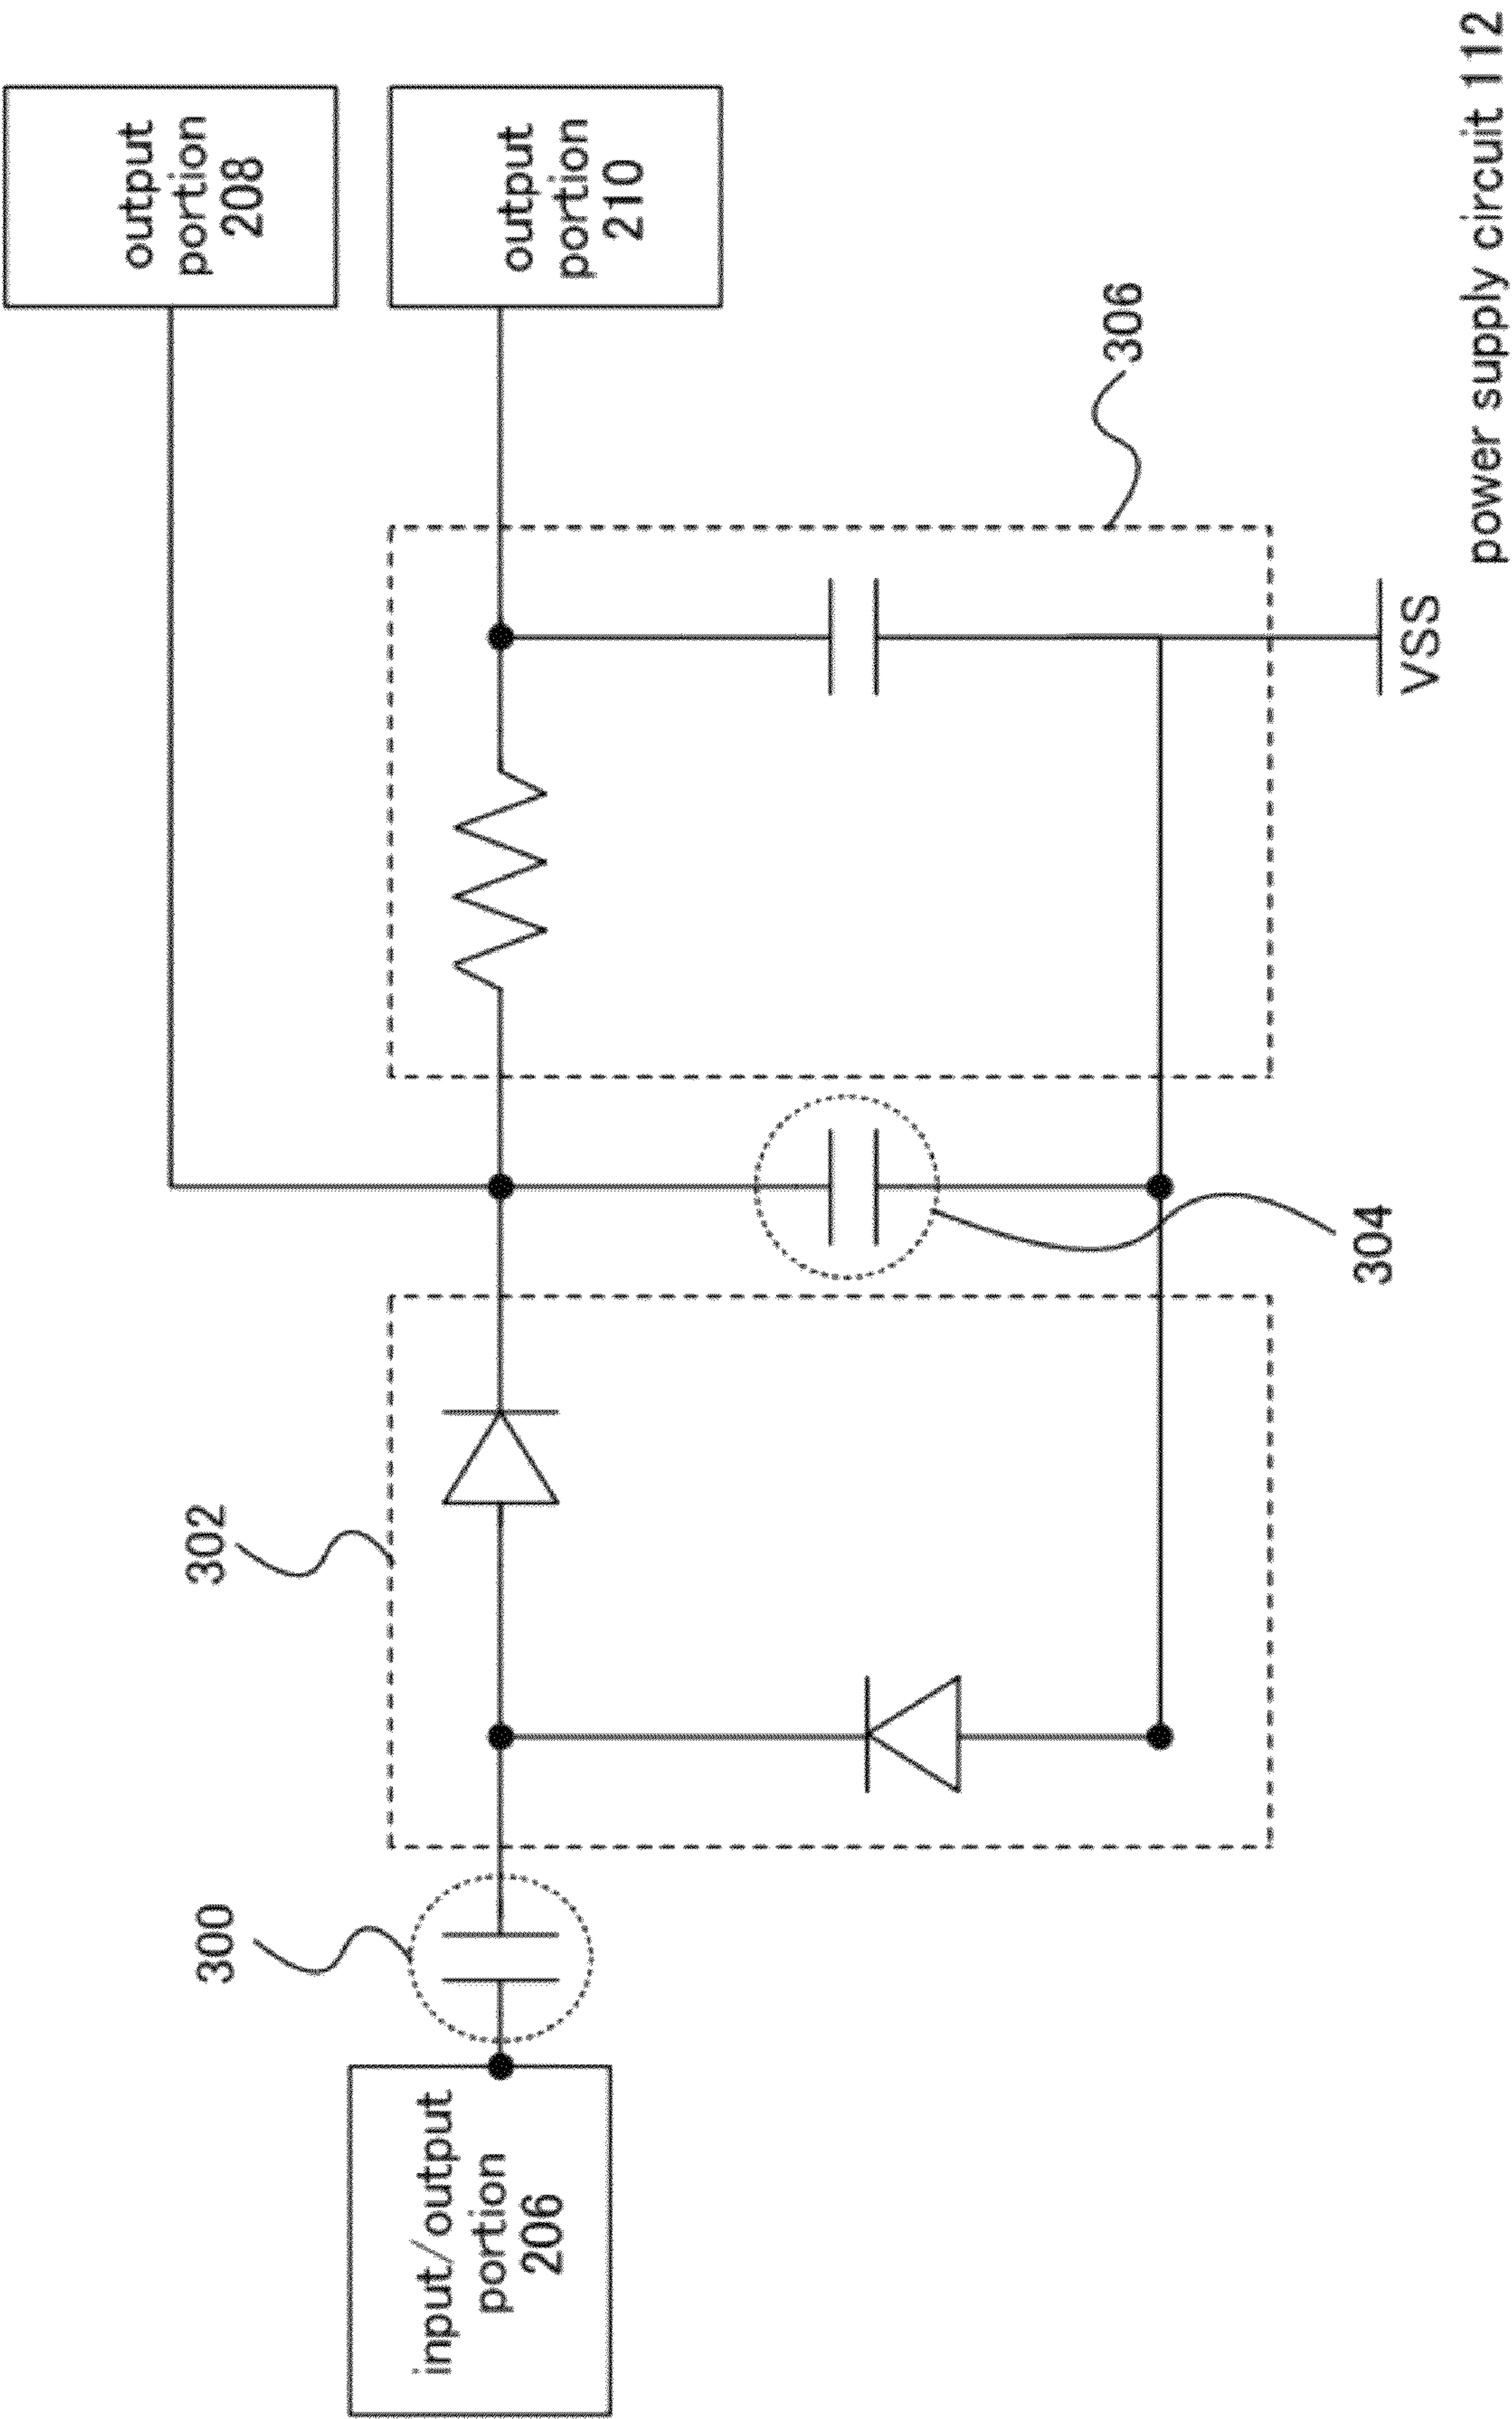 output
portion
208
output
portion
210
306
302
300
input/output
portion
206
304
VSS
power supply circuit 112